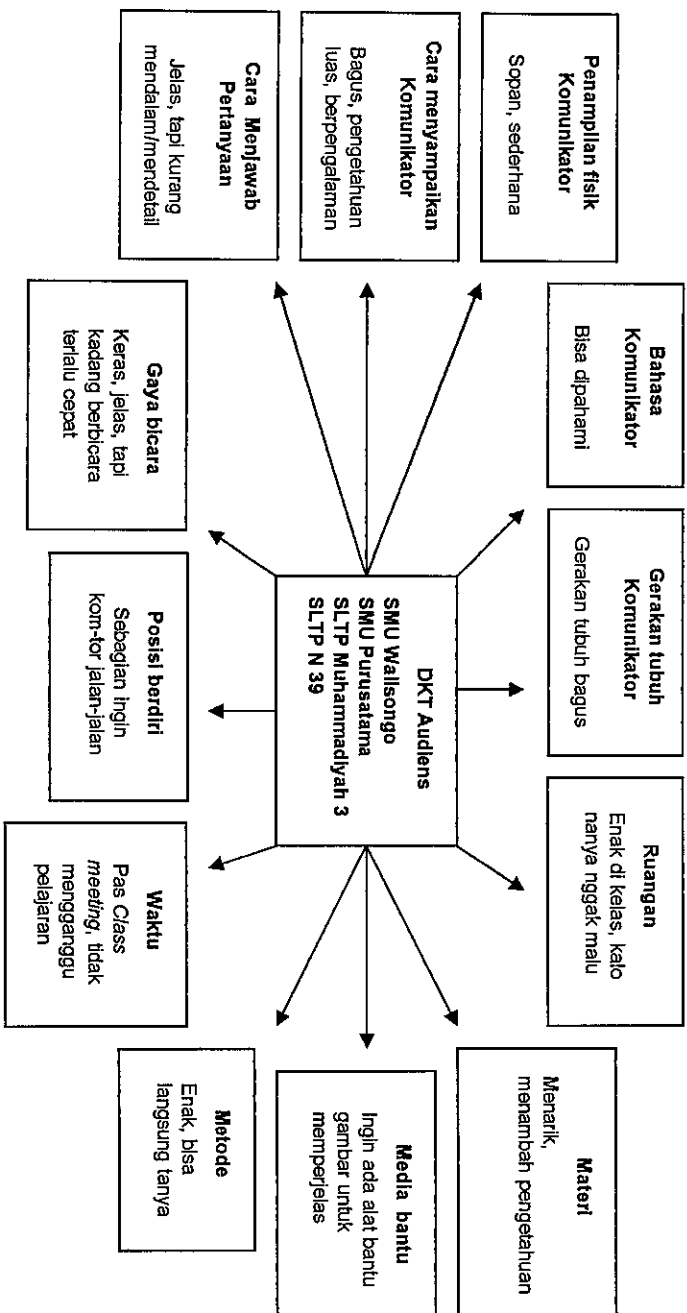 Penampilan fisik
Komunikator
Sopan, sederhana
Cara menyampaikan
Komunikator
Bagus, pengetahuan
luas, berpengalaman
Cara Menjawab
Pertanyaan
Jelas, tapi kurang
mendalam/mendetail
Bahasa
Komunikator
Bisa dipahami
Gerakan tubuh
Komunikator
Gerakan tubuh bagus
Ruangan
Enak di kelas, kalo
nanya nggak malu
DKT Audiens
SMU Walisongo
SMU Purusatama
SLTP Muhammadiyah 3
SLTP N 39
Gaya bicara
Keras, jelas, tapi
kadang berbicara
terlalu cepat
Posisi berdiri
Sebagian ingin
kom-tor jalan-jalan
Waktu
Pas Class
meeting, tidak
mengganggu
pelajaran
Materi
Menarik,
menambah pengetahuan
Media bantu
Ingin ada alat bantu
gambar untuk
memperjelas
Metode
Enak, bisa
langsung tanya